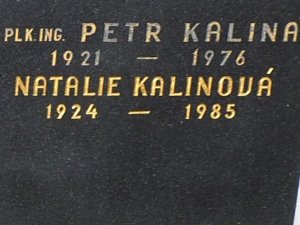 PLK.ING. PETR KALINA
1921 — 1976
NATALIE KALINOVÁ
1924 — 1985